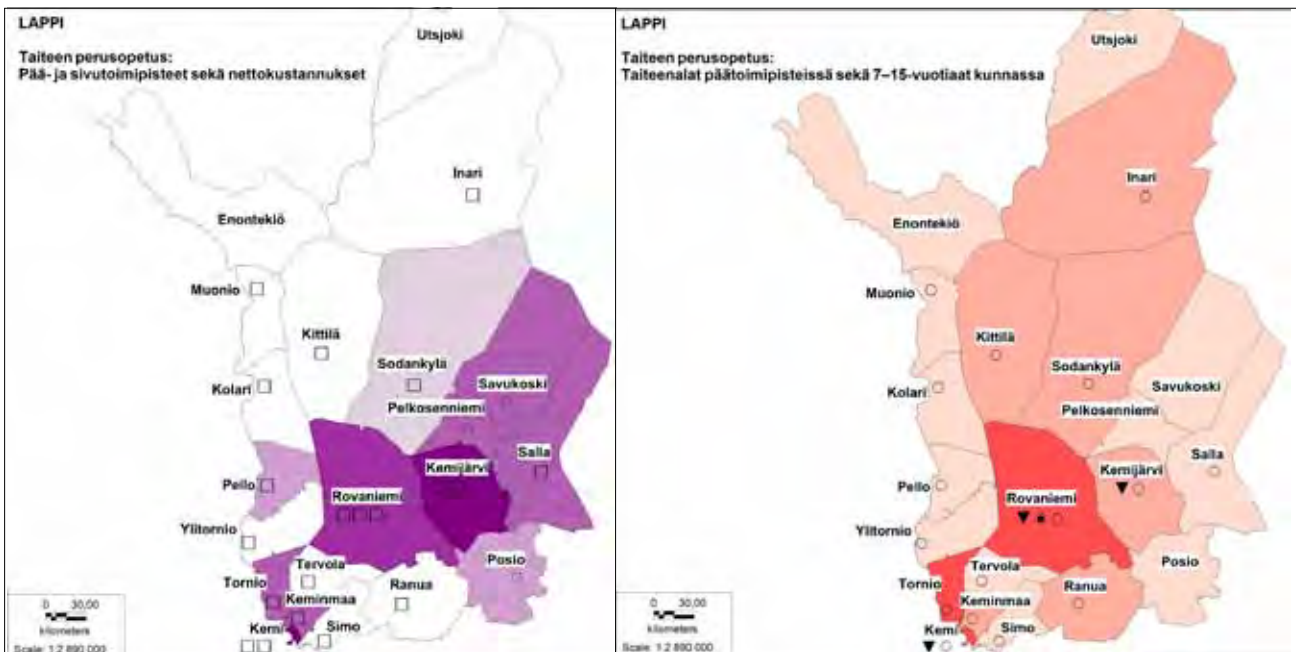 LAPPI
Taiteen perusopetus:
Pää- ja sivutoimipisteet sekä nettokustannukset
Utsjoki
Inari
Enontekiö
Muonio
Kittilä
Sodankylä
Kolari
Savukoski
Pelkosenniemi
Salla
Kemijärvi
Pello
Rovaniemi
Ylitornio
Posio
Tervola
Tornio
Ranua
Keminmaa
Kemi
Simo
0 30,00
kilometers
Scale: 1:2 890 000
LAPPI
Taiteen perusopetus:
Taiteenalat päätoimipisteissä sekä 7–15-vuotiaat kunnassa
Utsjoki
Inari
Enontekiö
Muonio
Kittilä
Sodankylä
Kolari
Savukoski
Pelkosenniemi
Salla
Kemijärvi
Pello
Rovaniemi
Ylitornio
Posio
Tervola
Tornio
Ranua
Keminmaa
Kemi
Simo
0 30,00
kilometers
Scale: 1:2 890 000